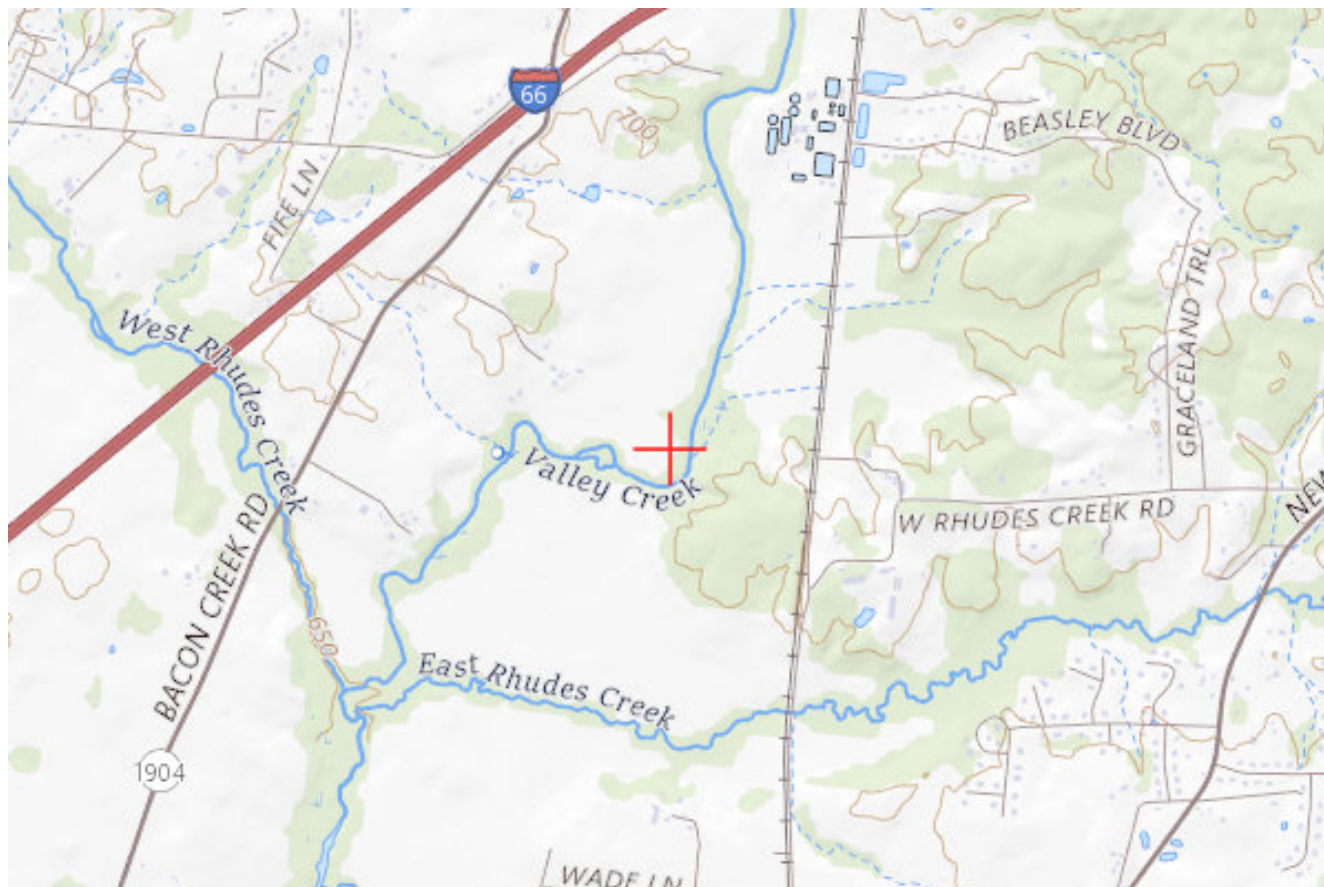 66
700
BEASLEY BLVD
FIFE LN
GRACELAND TRL
West Rhudes Creek
Valley Creek
W RHUDES CREEK RD
NEW
BACON CREEK RD
650
East Rhudes Creek
1904
WADE LN